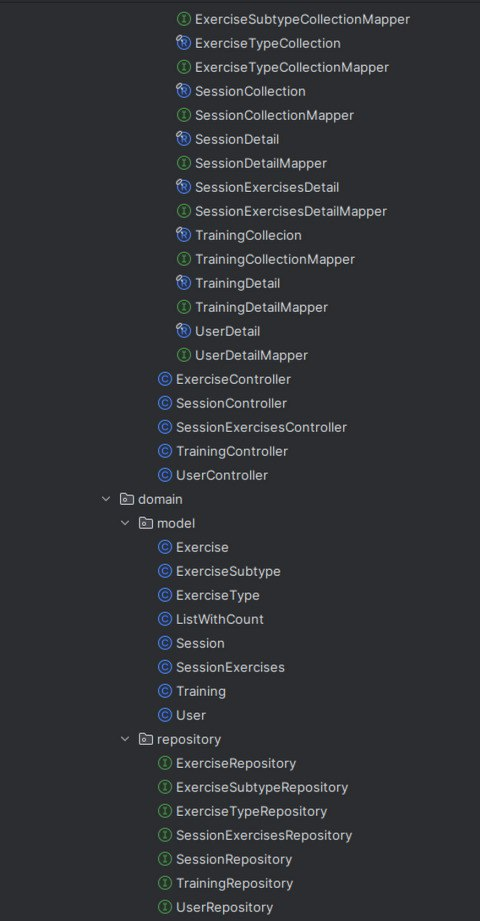 ExerciseSubtypeCollectionMapper
ExerciseTypeCollection
ExerciseTypeCollectionMapper
SessionCollection
SessionCollectionMapper
SessionDetail
SessionDetailMapper
SessionExercisesDetail
SessionExercisesDetailMapper
TrainingCollecion
TrainingCollectionMapper
TrainingDetail
TrainingDetailMapper
UserDetail
UserDetailMapper
ExerciseController
SessionController
SessionExercisesController
TrainingController
UserController
domain
model
Exercise
ExerciseSubtype
ExerciseType
ListWithCount
Session
SessionExercises
Training
User
repository
ExerciseRepository
ExerciseSubtypeRepository
ExerciseTypeRepository
SessionExercisesRepository
SessionRepository
TrainingRepository
UserRepository